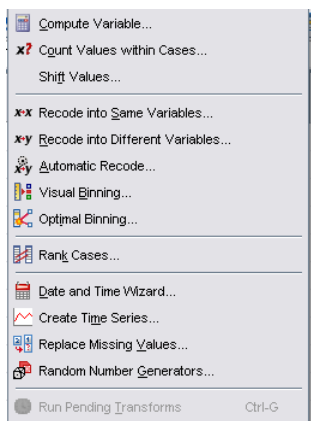 Compute Variable...
x? Count Values within Cases...
Shift Values...
x•x Recode into Same Variables...
x•y Recode into Different Variables...
x•y Automatic Recode...
Visual Binning...
Optimal Binning...
Rank Cases...
Date and Time Wizard...
Create Time Series...
Replace Missing Values...
Random Number Generators...
Run Pending Transforms Ctrl-G